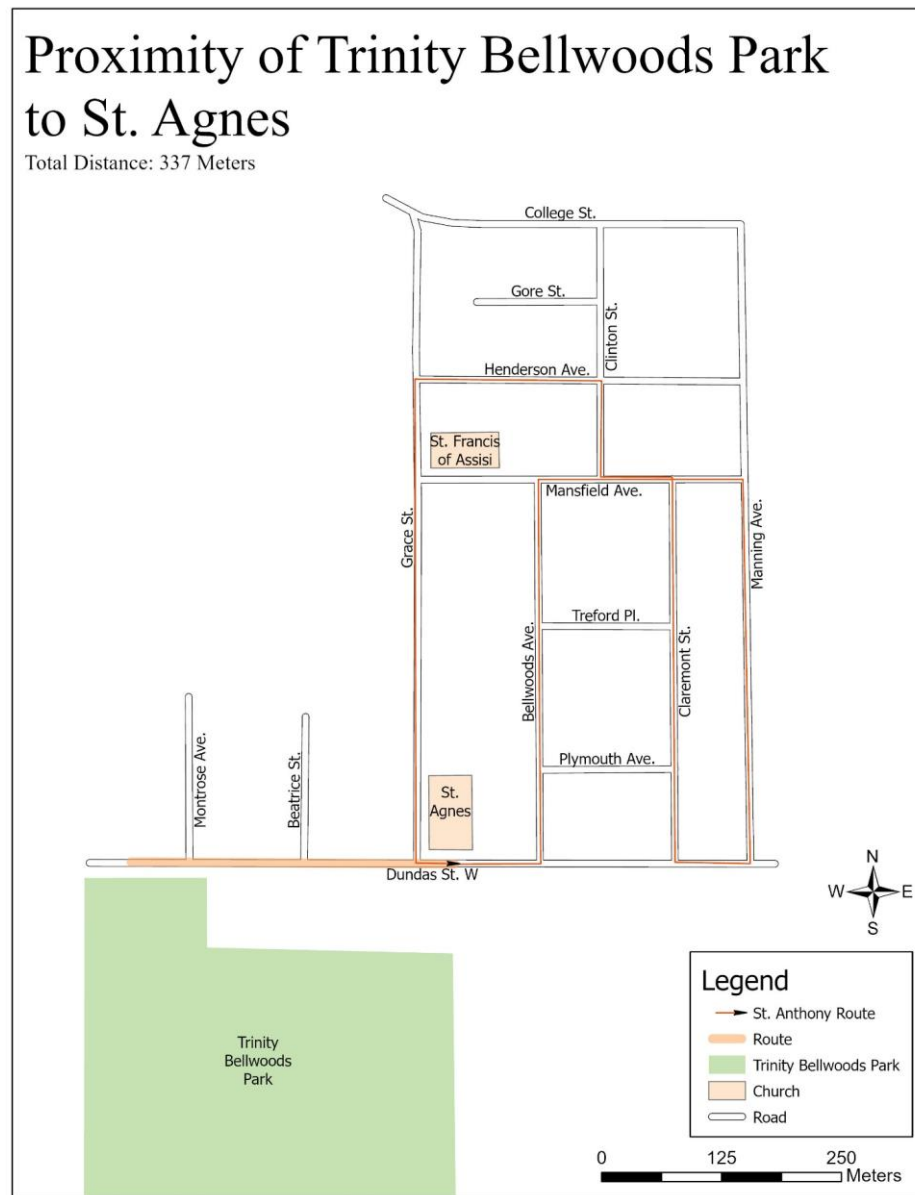 Proximity of Trinity Bellwoods Park
to St. Agnes
Total Distance: 337 Meters
College St.
Gore St.
Clinton St.
Henderson Ave.
St. Francis
of Assisi
Mansfield Ave.
Grace St.
Manning Ave.
Treford Pl.
Bellwoods Ave.
Claremont St.
Plymouth Ave.
Montrose Ave.
Beatrice St.
St.
Agnes
Dundas St. W
N
W
E
S
Trinity
Bellwoods
Park
Legend
St. Anthony Route
Route
Trinity Bellwoods Park
Church
Road
0 125 250
Meters